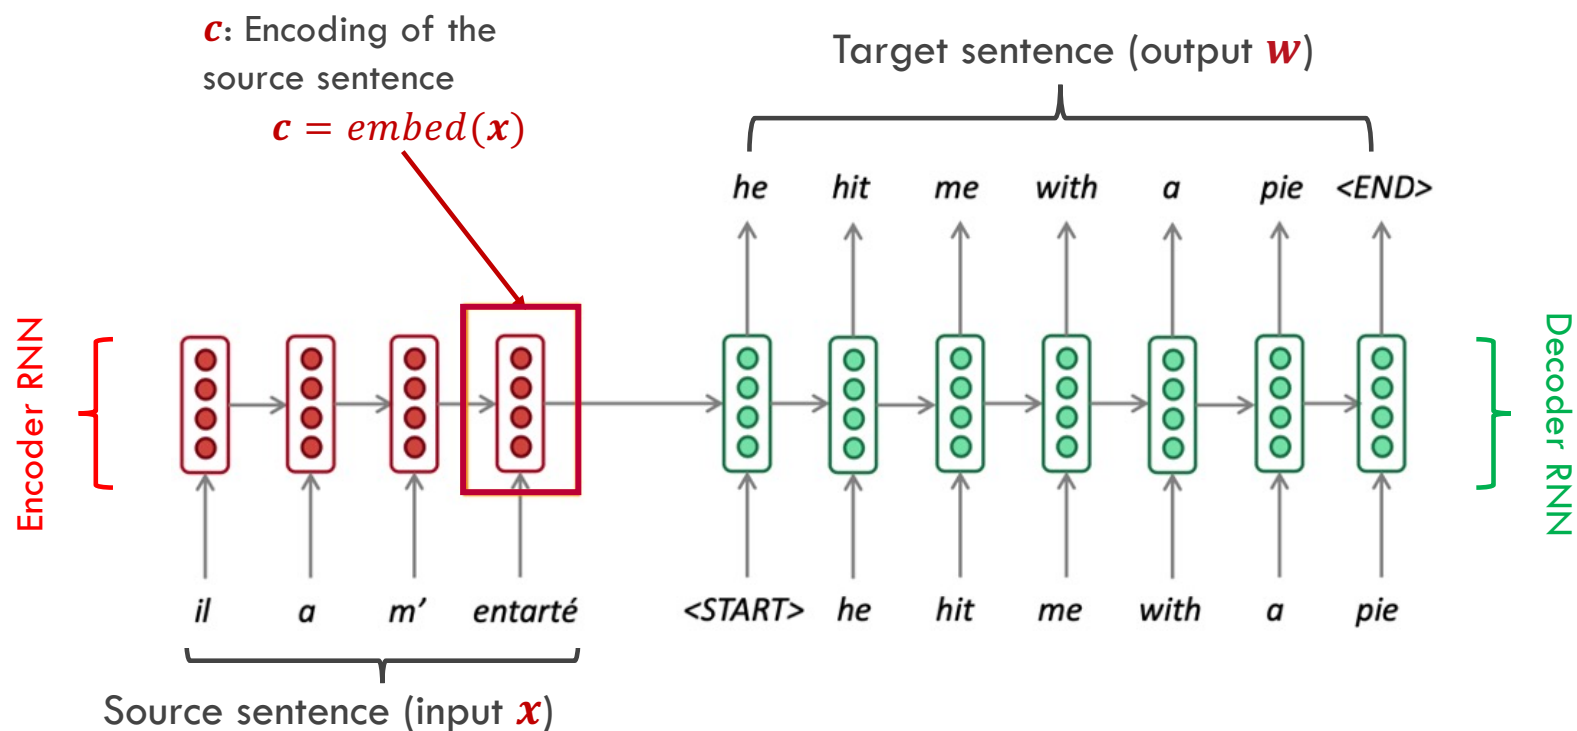 c: Encoding of the
source sentence
c = embed(x)
Target sentence (output w)
he hit me with a pie <END>
Encoder RNN
Decoder RNN
il a m’ entarté <START> he hit me with a pie
Source sentence (input x)